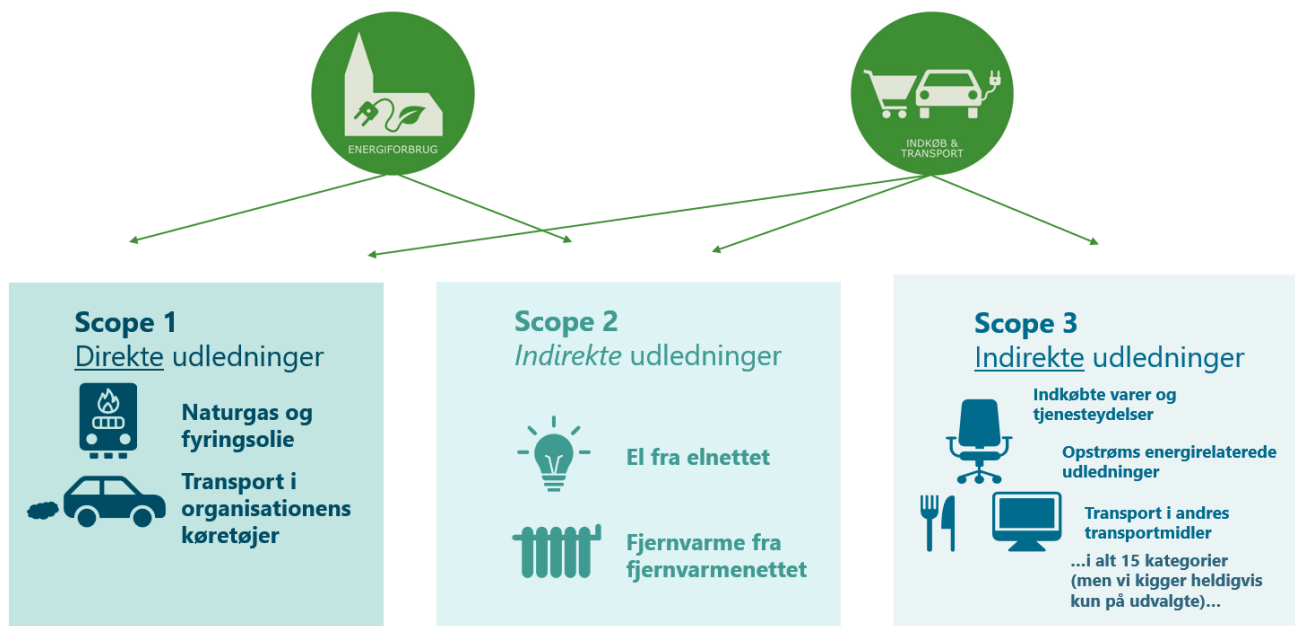 ENERGIFORBRUG
INDKØB &
TRANSPORT
Scope 1
Direkte udledninger
Naturgas og
fyringsolie
Transport i
organisationens
køretøjer
Scope 2
Indirekte udledninger
El fra elnettet
Fjernvarme fra
fjernvarmenettet
Scope 3
Indirekte udledninger
Indkøbte varer og
tjenesteydelser
Opstrøms energirelaterede
udledninger
Transport i andres
transportmidler
...i alt 15 kategorier
(men vi kigger heldigvis
kun på udvalgte)...